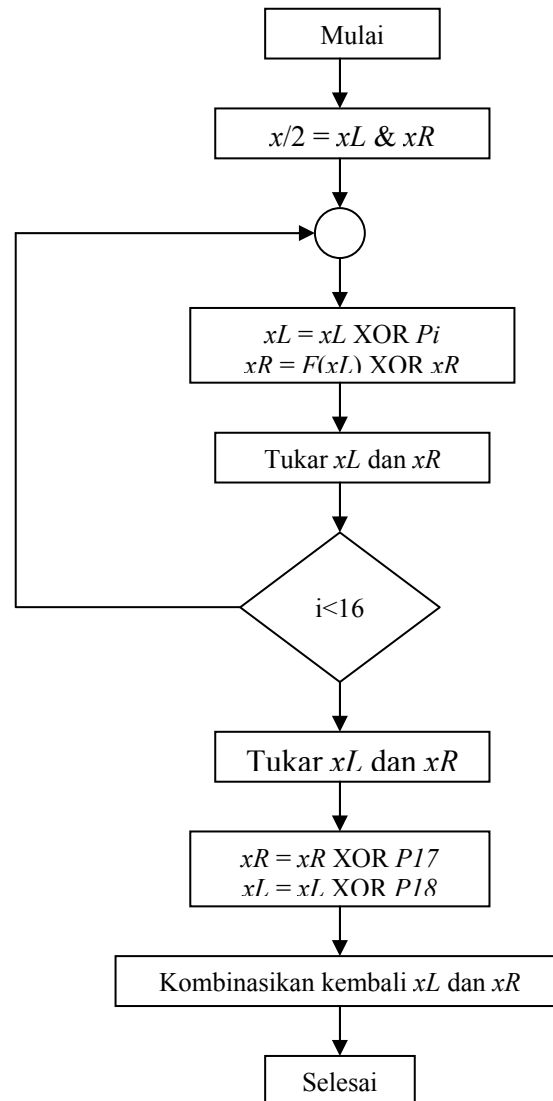 Mulai
x/2 = xL & xR
xL = xL XOR Pi
xR = F(xL) XOR xR
Tukar xL dan xR
i<16
Tukar xL dan xR
xR = xR XOR P17
xL = xL XOR P18
Kombinasikan kembali xL dan xR
Selesai